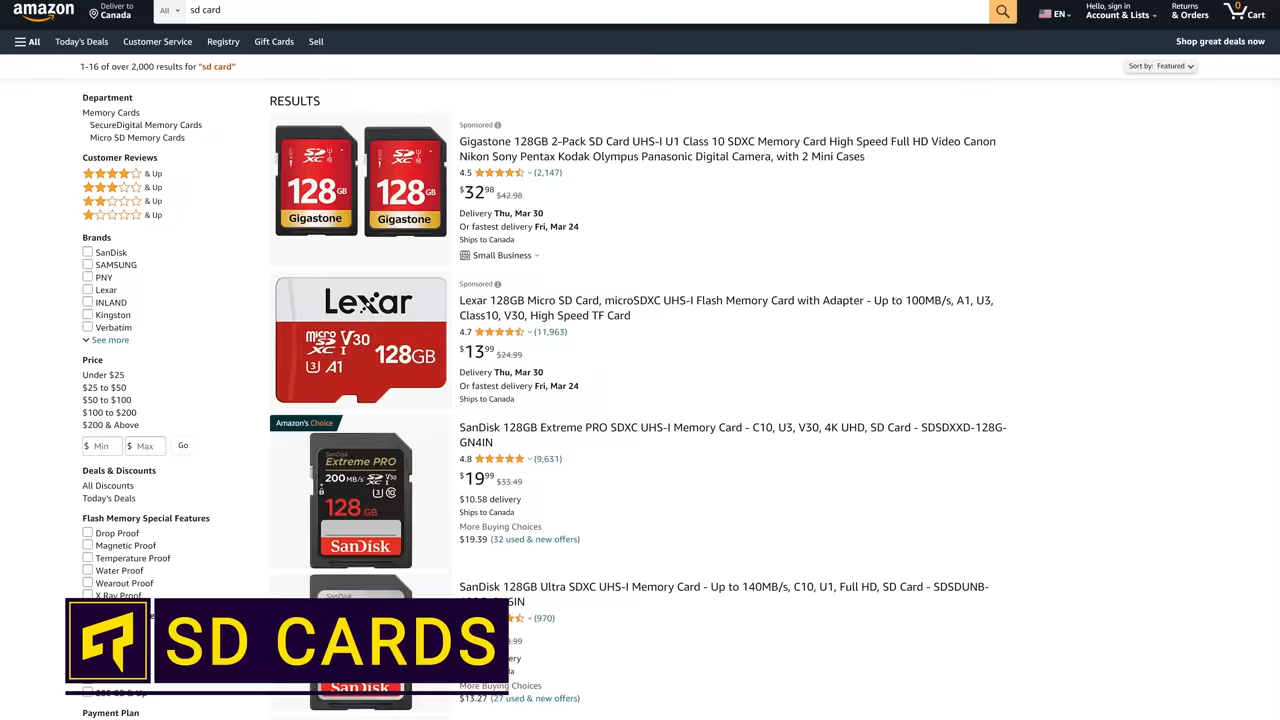 amazon
Deliver to
Canada
All
sd card
EN
Hello, sign in
Account & Lists
Returns
& Orders
0
Cart
All
Today's Deals
Customer Service
Registry
Gift Cards
Sell
Shop great deals now
1-16 of over 2,000 results for "sd card"
Sort by: Featured
Department
Memory Cards
SecureDigital Memory Cards
Micro SD Memory Cards
Customer Reviews
& Up
& Up
& Up
& Up
Brands
SanDisk
SAMSUNG
PNY
Lexar
INLAND
Kingston
Verbatim
See more
Price
Under $25
$25 to $50
$50 to $100
$100 to $200
$200 & Above
$ Min
$ Max
Go
Deals & Discounts
All Discounts
Today's Deals
Flash Memory Special Features
Drop Proof
Magnetic Proof
Temperature Proof
Water Proof
Wearout Proof
X Ray Proof
Payment Plan
RESULTS
128GB
Gigastone
128GB
Gigastone
Sponsored
Gigastone 128GB 2-Pack SD Card UHS-I U1 Class 10 SDXC Memory Card High Speed Full HD Video Canon
Nikon Sony Pentax Kodak Olympus Panasonic Digital Camera, with 2 Mini Cases
4.5 (2,147)
$32.98 $42.98
Delivery Thu, Mar 30
Or fastest delivery Fri, Mar 24
Ships to Canada
Small Business
Lexar
micro SD XC I V30 128GB
U3 A1
Sponsored
Lexar 128GB Micro SD Card, microSDXC UHS-I Flash Memory Card with Adapter - Up to 100MB/s, A1, U3,
Class10, V30, High Speed TF Card
4.7 (11,963)
$13.99 $24.99
Delivery Thu, Mar 30
Or fastest delivery Fri, Mar 24
Ships to Canada
Amazon's Choice
SanDisk
Extreme PRO
200 MB/s XC I V30
128 GB
SanDisk
SanDisk 128GB Extreme PRO SDXC UHS-I Memory Card - C10, U3, V30, 4K UHD, SD Card - SDSDXXD-128G-
GN4IN
4.8 (9,631)
$19.99 $33.49
$10.58 delivery
Ships to Canada
More Buying Choices
$19.39 (32 used & new offers)
SanDisk
SanDisk
SanDisk 128GB Ultra SDXC UHS-I Memory Card - Up to 140MB/s, C10, U1, Full HD, SD Card - SDSDUNB-
(970)
More Buying Choices
$13.27 (27 used & new offers)
SD CARDS